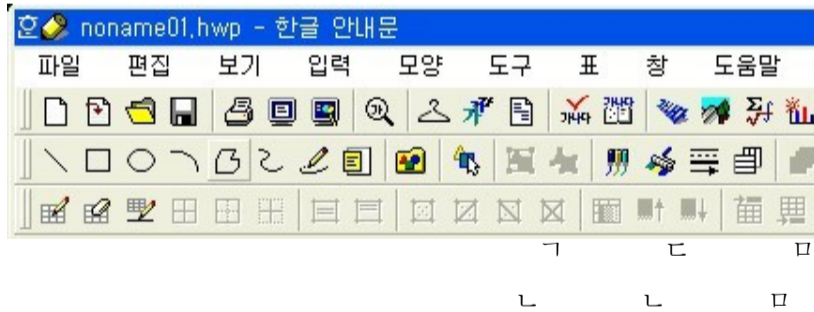 noname01.hwp - 한글 안내문
파일 편집 보기 입력 모양 도구 표 창 도움말
ㄱ ㄷ ㅁ
ㄴ ㄴ ㅁ